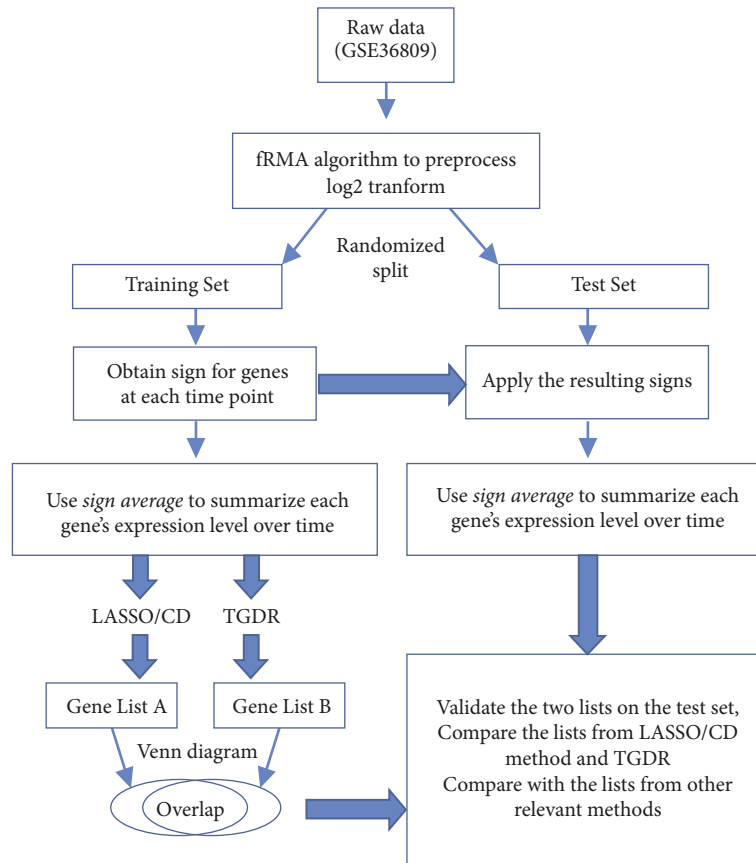 Raw data
(GSE36809)
fRMA algorithm to preprocess
log2 tranform
Randomized
split
Training Set
Test Set
Obtain sign for genes
at each time point
Apply the resulting signs
Use sign average to summarize each
gene's expression level over time
Use sign average to summarize each
gene's expression level over time
LASSO/CD
TGDR
Gene List A
Gene List B
Venn diagram
Overlap
Validate the two lists on the test set,
Compare the lists from LASSO/CD
method and TGDR
Compare with the lists from other
relevant methods